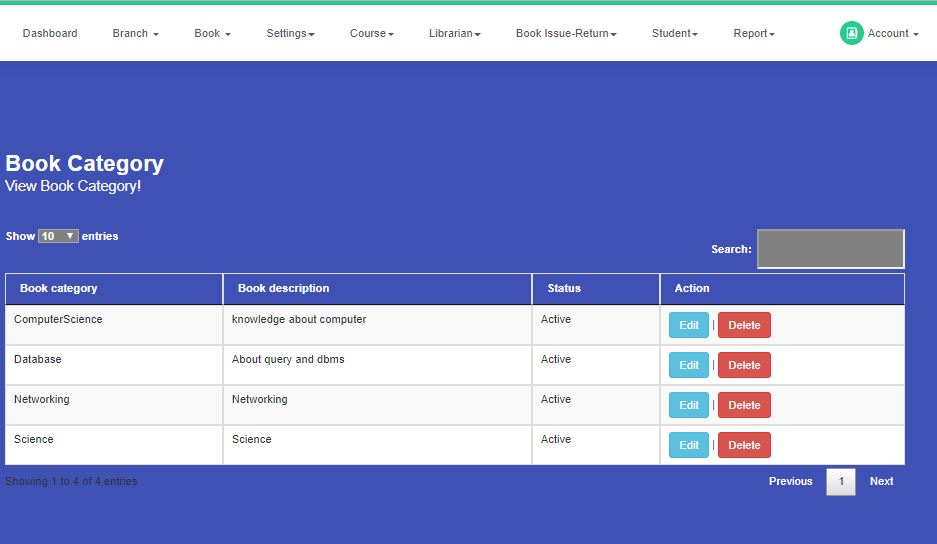 Dashboard Branch Book Settings Course Librarian Book Issue-Return Student Report Account
Book Category
View Book Category!
Show 10 entries
Search:
Book category Book description Status Action
ComputerScience knowledge about computer Active Edit | Delete
Database About query and dbms Active Edit | Delete
Networking Networking Active Edit | Delete
Science Science Active Edit | Delete
Showing 1 to 4 of 4 entries Previous 1 Next